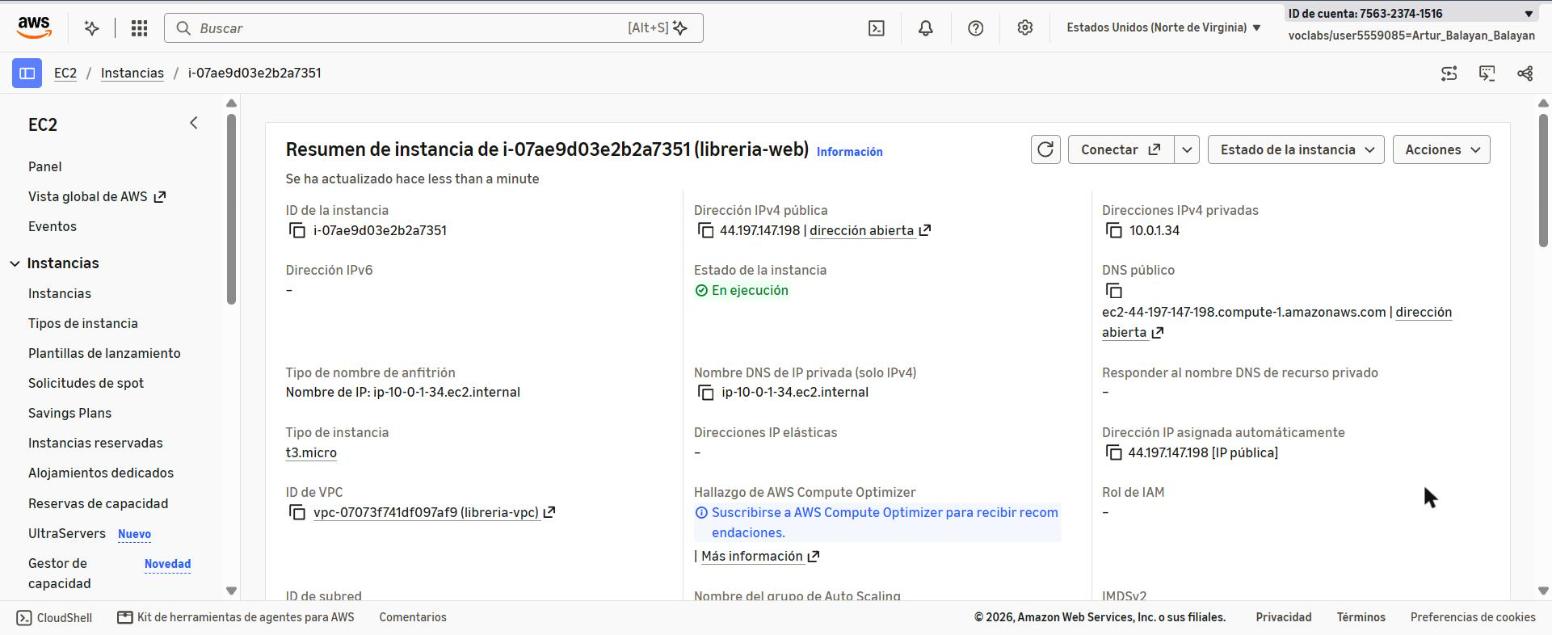 aws
Buscar
[Alt+S]
Estados Unidos (Norte de Virginia)
ID de cuenta: 7563-2374-1516
voclabs/user5559085=Artur_Balayan_Balayan
EC2 / Instancias / i-07ae9d03e2b2a7351
EC2
Panel
Vista global de AWS
Eventos
Instancias
Instancias
Tipos de instancia
Plantillas de lanzamiento
Solicitudes de spot
Savings Plans
Instancias reservadas
Alojamientos dedicados
Reservas de capacidad
UltraServers Nuevo
Gestor de capacidad Novedad
Resumen de instancia de i-07ae9d03e2b2a7351 (libreria-web) Información
Conectar
Estado de la instancia
Acciones
Se ha actualizado hace less than a minute
ID de la instancia
i-07ae9d03e2b2a7351
Dirección IPv4 pública
44.197.147.198 | dirección abierta
Direcciones IPv4 privadas
10.0.1.34
Dirección IPv6
–
Estado de la instancia
En ejecución
DNS público
ec2-44-197-147-198.compute-1.amazonaws.com | dirección
abierta
Tipo de nombre de anfitrión
Nombre de IP: ip-10-0-1-34.ec2.internal
Nombre DNS de IP privada (solo IPv4)
ip-10-0-1-34.ec2.internal
Responder al nombre DNS de recurso privado
–
Tipo de instancia
t3.micro
Direcciones IP elásticas
–
Dirección IP asignada automáticamente
44.197.147.198 [IP pública]
ID de VPC
vpc-07073f741df097af9 (libreria-vpc)
Hallazgo de AWS Compute Optimizer
Suscribirse a AWS Compute Optimizer para recibir recom
endaciones.
| Más información
Rol de IAM
–
ID de subred
Nombre del grupo de Auto Scaling
IMDSv2
CloudShell
Kit de herramientas de agentes para AWS
Comentarios
© 2026, Amazon Web Services, Inc. o sus filiales.
Privacidad
Términos
Preferencias de cookies